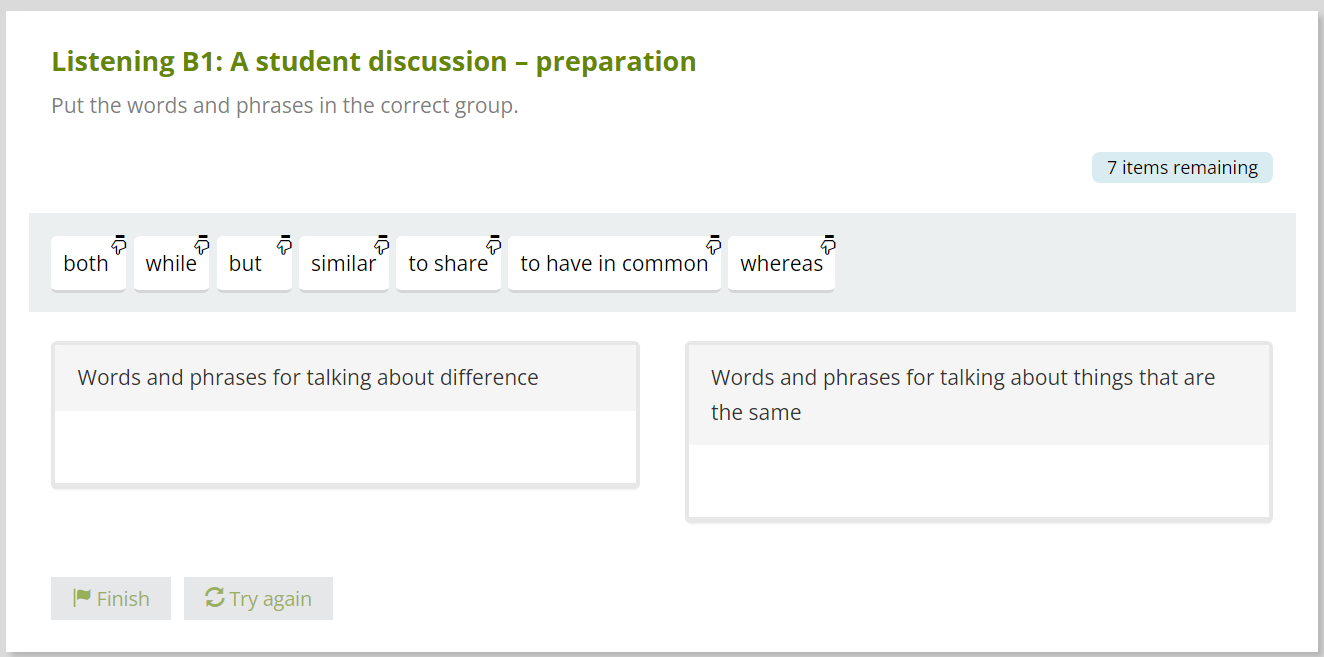 Listening B1: A student discussion – preparation
Put the words and phrases in the correct group.
7 items remaining
both while but similar to share to have in common whereas
Words and phrases for talking about difference
Words and phrases for talking about things that are
the same
Finish Try again